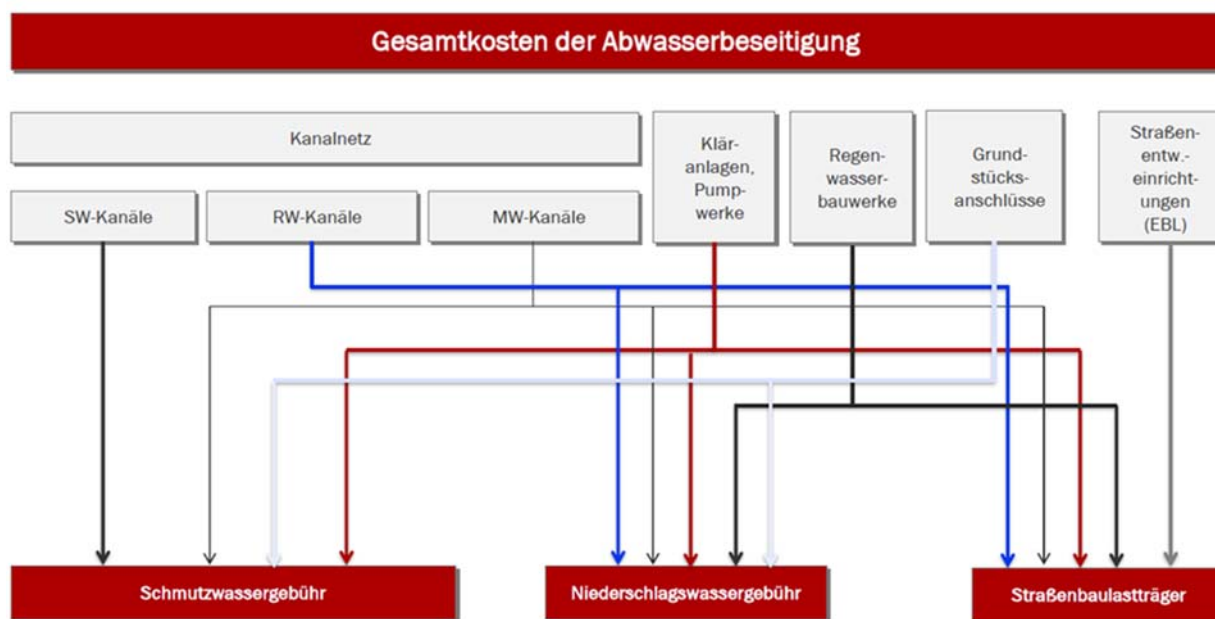 Gesamtkosten der Abwasserbeseitigung
Kanalnetz
SW-Kanäle
RW-Kanäle
MW-Kanäle
Klär-
anlagen,
Pump-
werke
Regen-
wasser-
bauwerke
Grund-
stücks-
anschlüsse
Straßen-
entw.-
einricht-
ungen
(EBL)
Schmutzwassergebühr
Niederschlagswassergebühr
Straßenbaulastträger